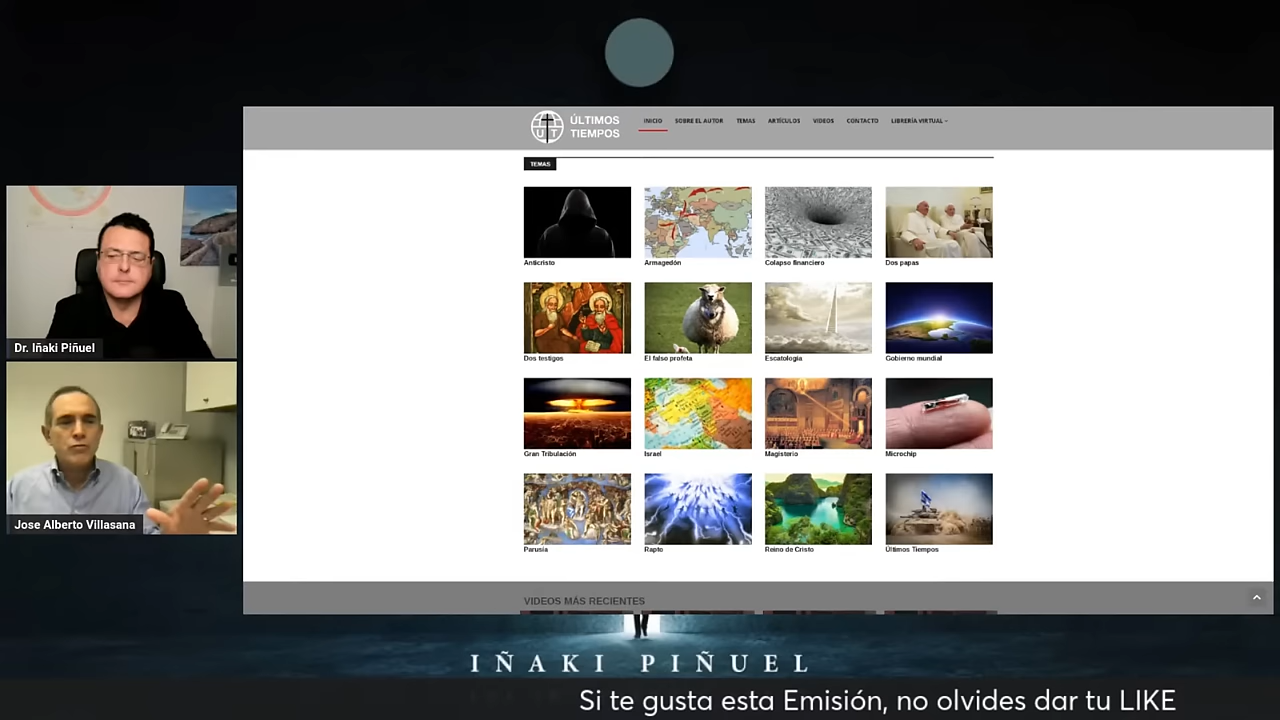 ÚLTIMOS
TIEMPOS
INICIO
SOBRE EL AUTOR
TEMAS
ARTÍCULOS
VIDEOS
CONTACTO
LIBRERÍA VIRTUAL
TEMAS
Anticristo
Armagedón
Colapso financiero
Dos papas
Dos testigos
El falso profeta
Escatología
Gobierno mundial
Gran Tribulación
Israel
Magisterio
Microchip
Parusía
Rapto
Reino de Cristo
Últimos Tiempos
VIDEOS MÁS RECIENTES
Dr. Iñaki Piñuel
Jose Alberto Villasana
IÑAKI PIÑUEL
Si te gusta esta Emisión, no olvides dar tu LIKE